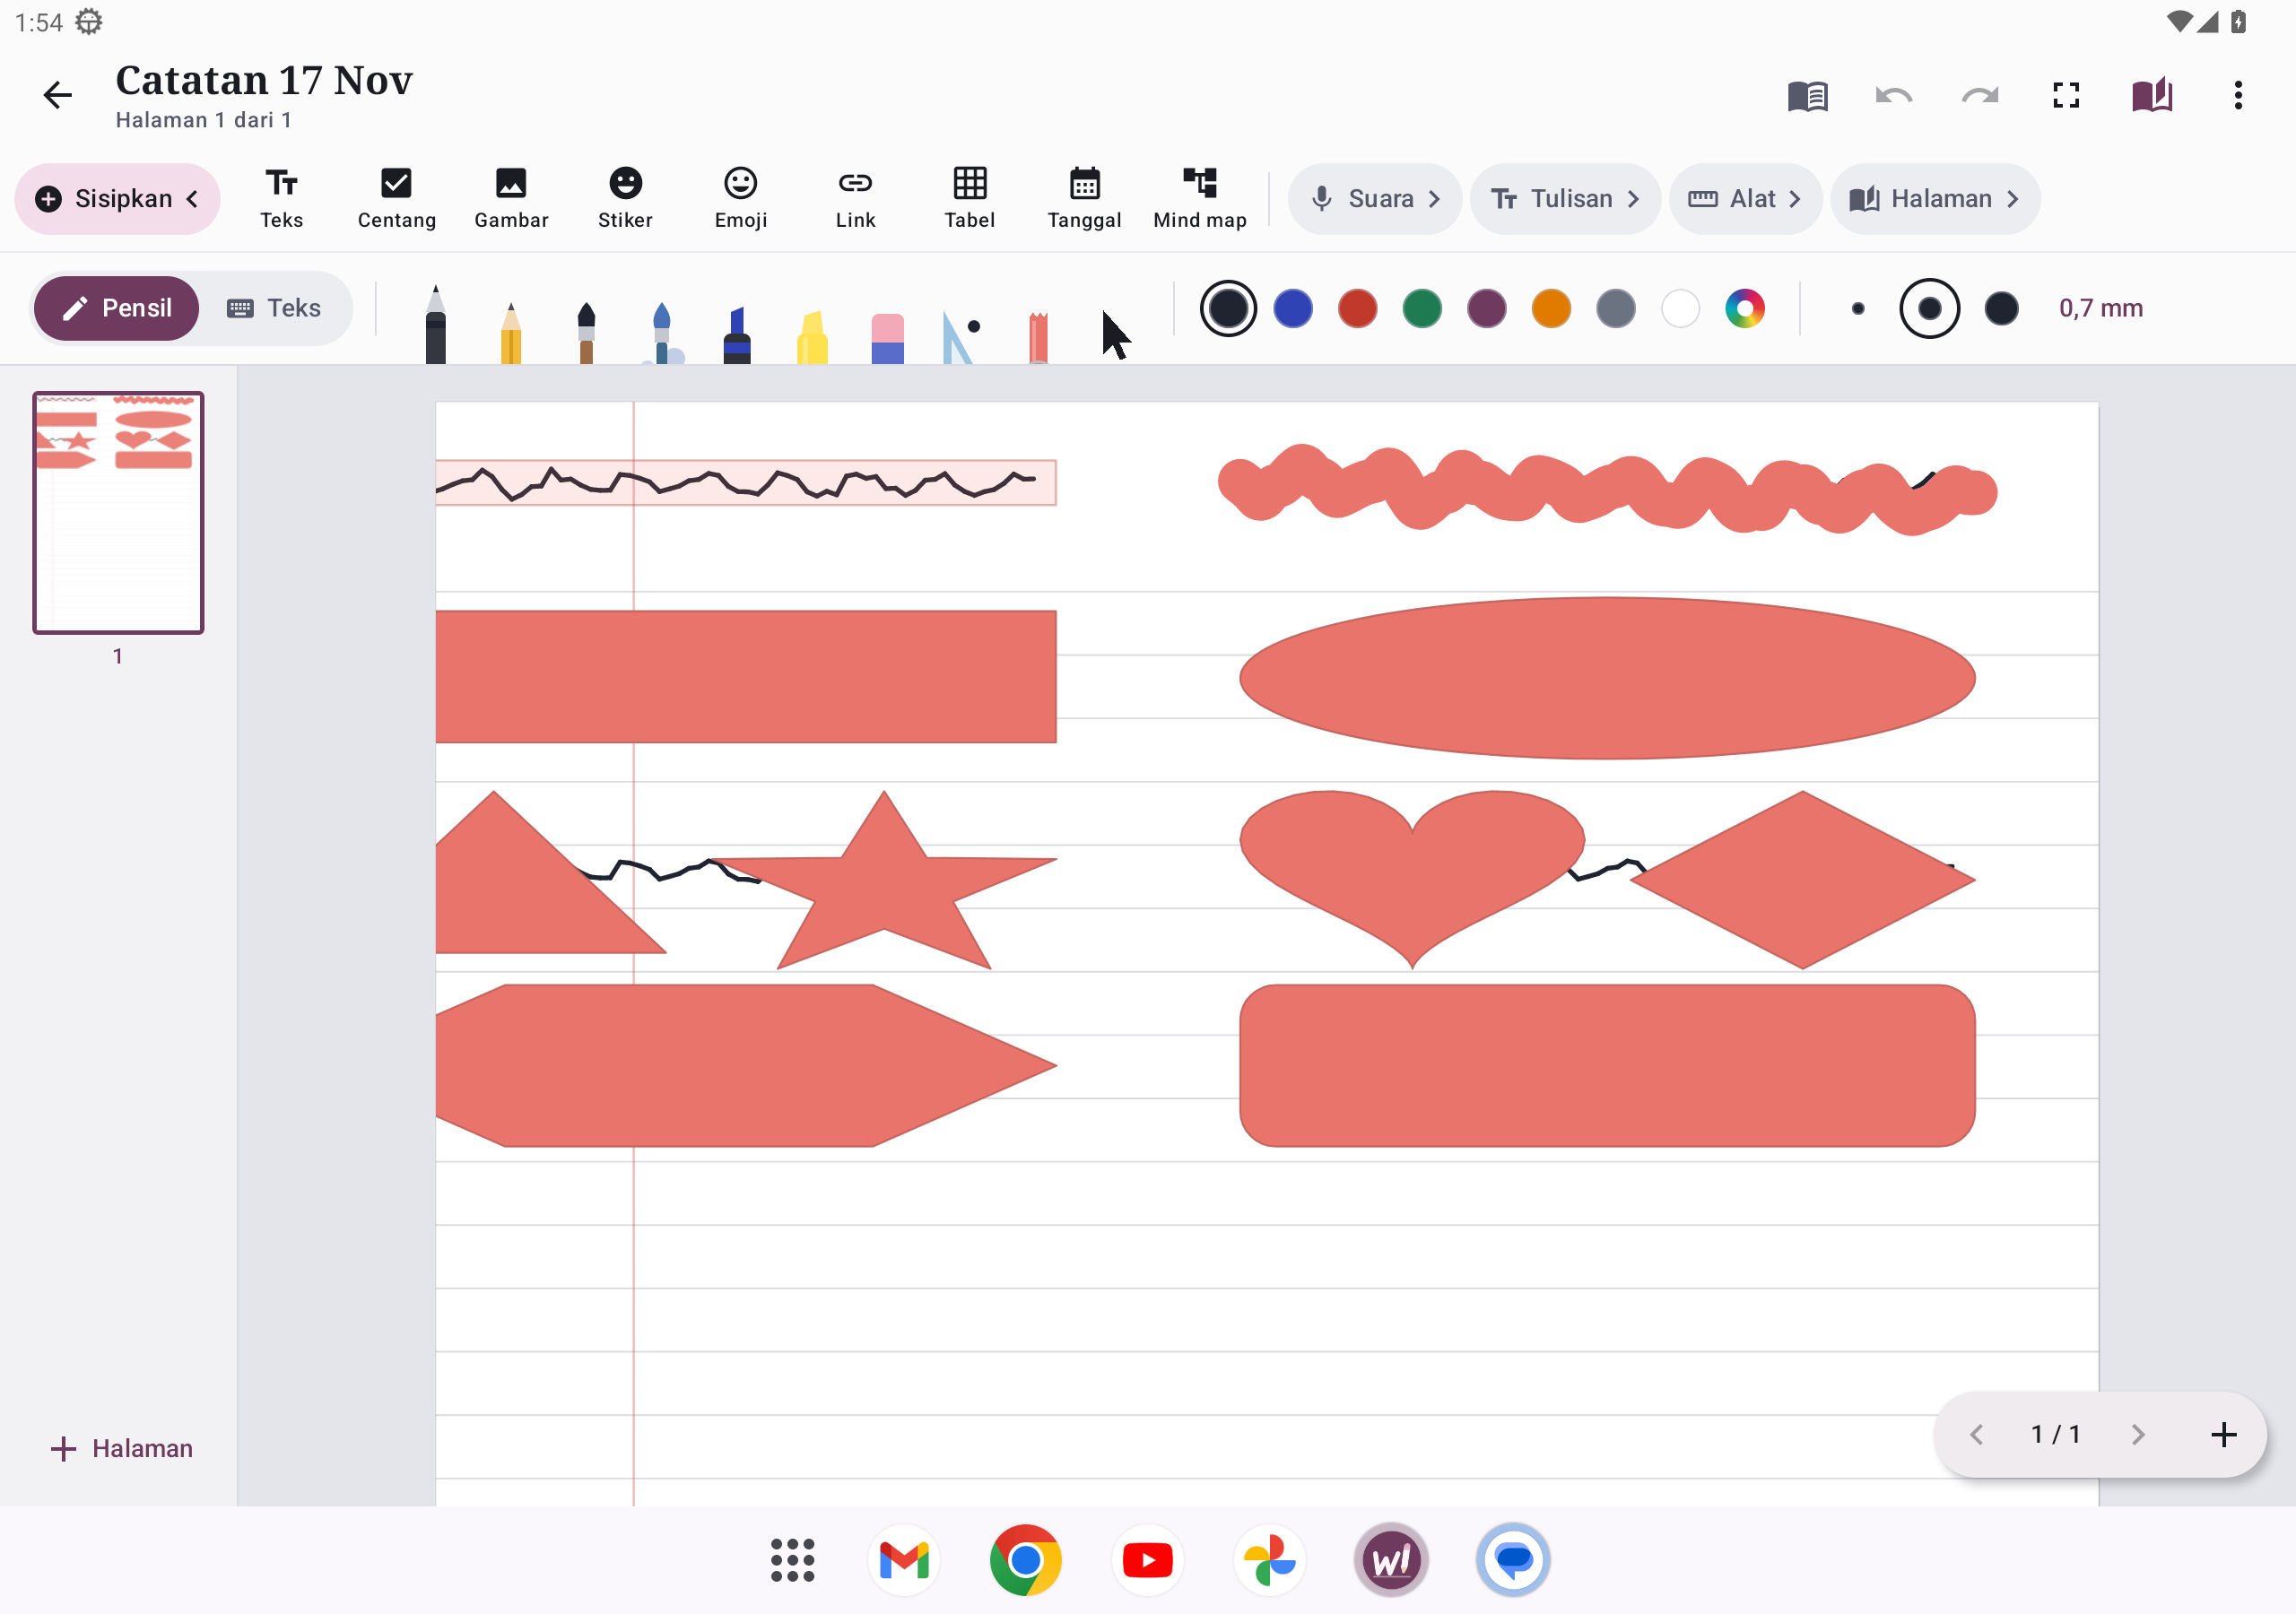 1:54
Catatan 17 Nov
Halaman 1 dari 1
Sisipkan
Teks
Centang
Gambar
Stiker
Emoji
Link
Tabel
Tanggal
Mind map
Suara
Tulisan
Alat
Halaman
Pensil
Teks
0,7 mm
1
Halaman
1 / 1